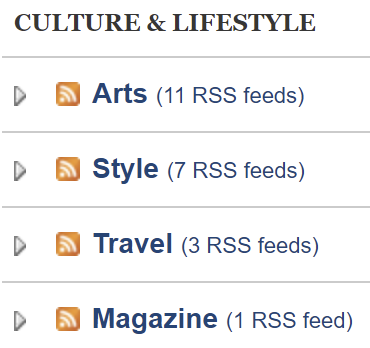 CULTURE & LIFESTYLE
Arts (11 RSS feeds)
Style (7 RSS feeds)
Travel (3 RSS feeds)
Magazine (1 RSS feed)